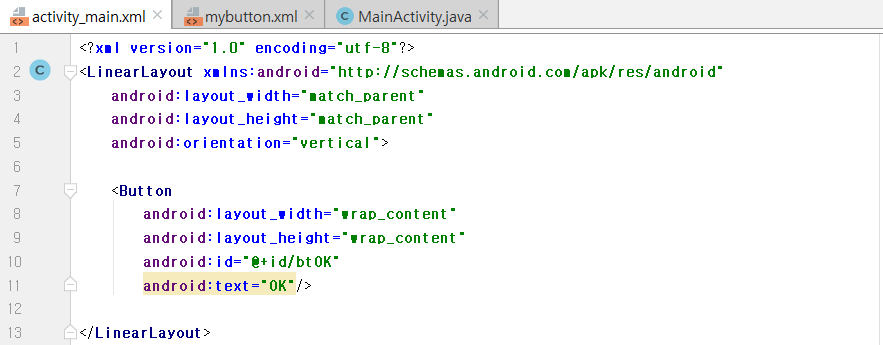 activity_main.xml mybutton.xml MainActivity.java
1 <?xml version="1.0" encoding="utf-8"?>
2 C <LinearLayout xmlns:android="http://schemas.android.com/apk/res/android"
3 android:layout_width="match_parent"
4 android:layout_height="match_parent"
5 android:orientation="vertical">
6
7 <Button
8 android:layout_width="wrap_content"
9 android:layout_height="wrap_content"
10 android:id="@+id/btOK"
11 android:text="OK"/>
12
13 </LinearLayout>